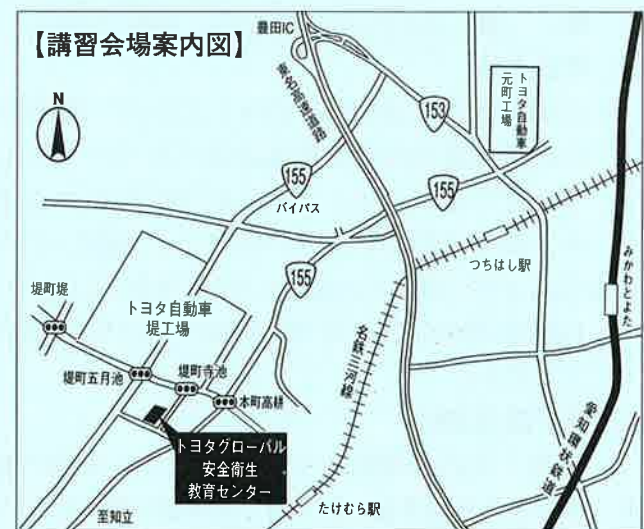 【講習会場案内図】
豊田IC
東名高速道路
153
トヨタ自動車
元町工場
N
155
バイパス
155
155
つちはし駅
みかわとよた
堤町堤
トヨタ自動車
堤工場
名鉄三河線
堤町五月池
堤町寺池
本町高耕
愛知環状鉄道
トヨタグローバル
安全衛生
教育センター
たけむら駅
至知立